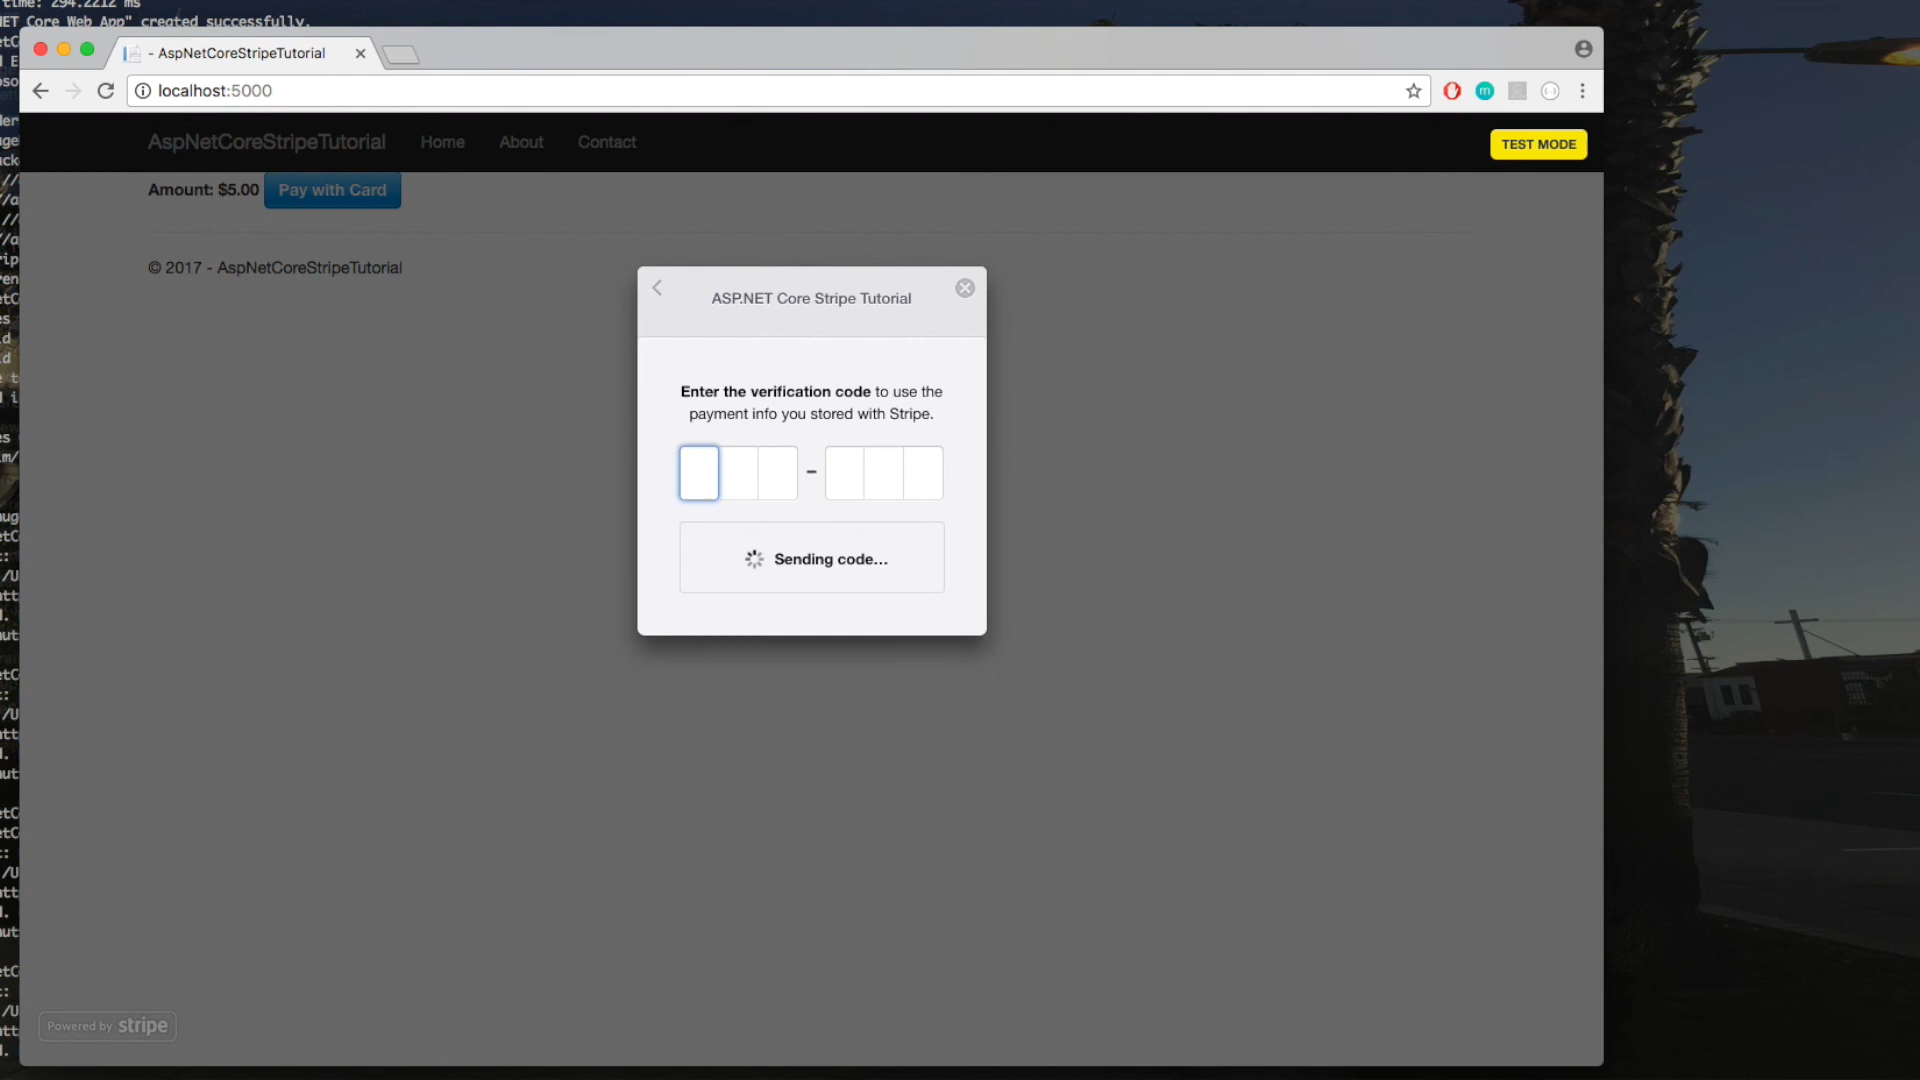 time: 294.2212 ms
"NET Core Web App" created successfully.
- AspNetCoreStripeTutorial
localhost:5000
AspNetCoreStripeTutorial Home About Contact
TEST MODE
Amount: $5.00 Pay with Card
© 2017 - AspNetCoreStripeTutorial
ASP.NET Core Stripe Tutorial
Enter the verification code to use the
payment info you stored with Stripe.
–
Sending code...
Powered by stripe